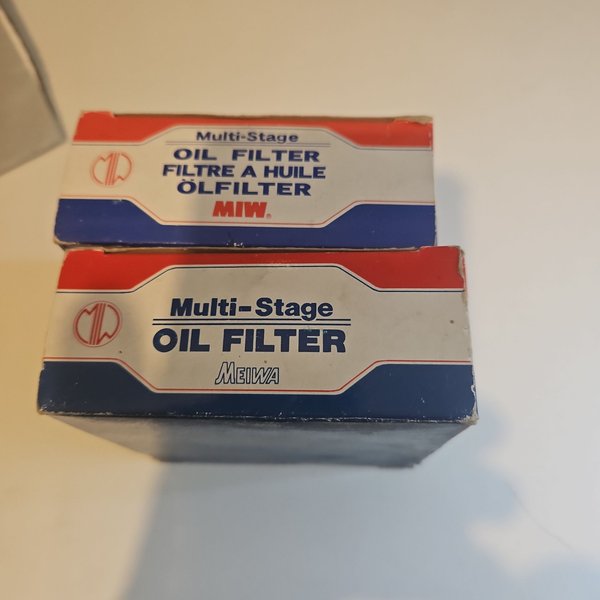 Multi-Stage
OIL FILTER
FILTRE A HUILE
ÖLFILTER
MIW®
Multi-Stage
OIL FILTER
MEIWA